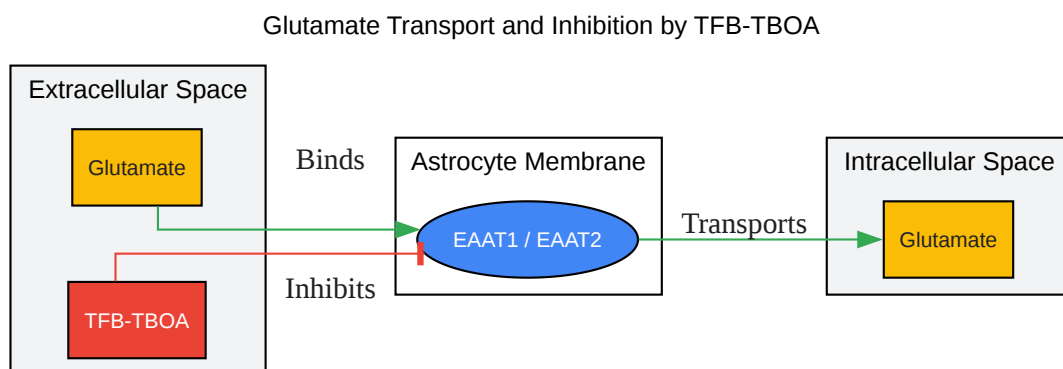 Glutamate Transport and Inhibition by TFB-TBOA
Extracellular Space
Glutamate
TFB-TBOA
Binds
Inhibits
Astrocyte Membrane
EAAT1 / EAAT2
Transports
Intracellular Space
Glutamate